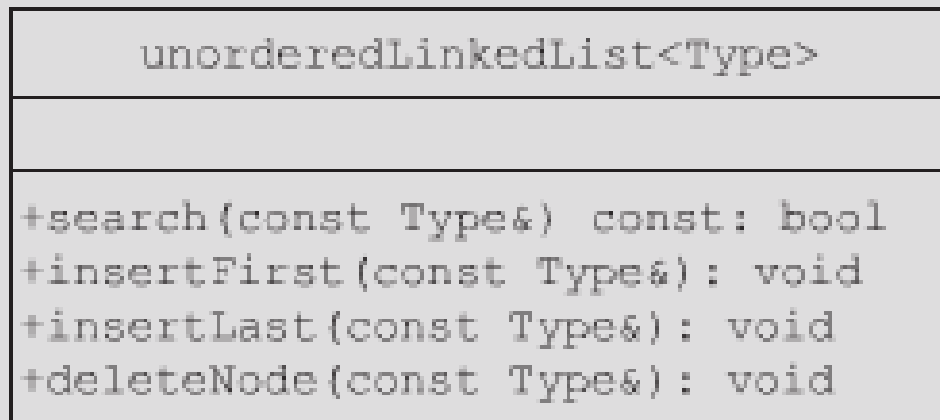 unorderedLinkedList<Type>
+search(const Type&) const: bool
+insertFirst(const Type&): void
+insertLast(const Type&): void
+deleteNode(const Type&): void